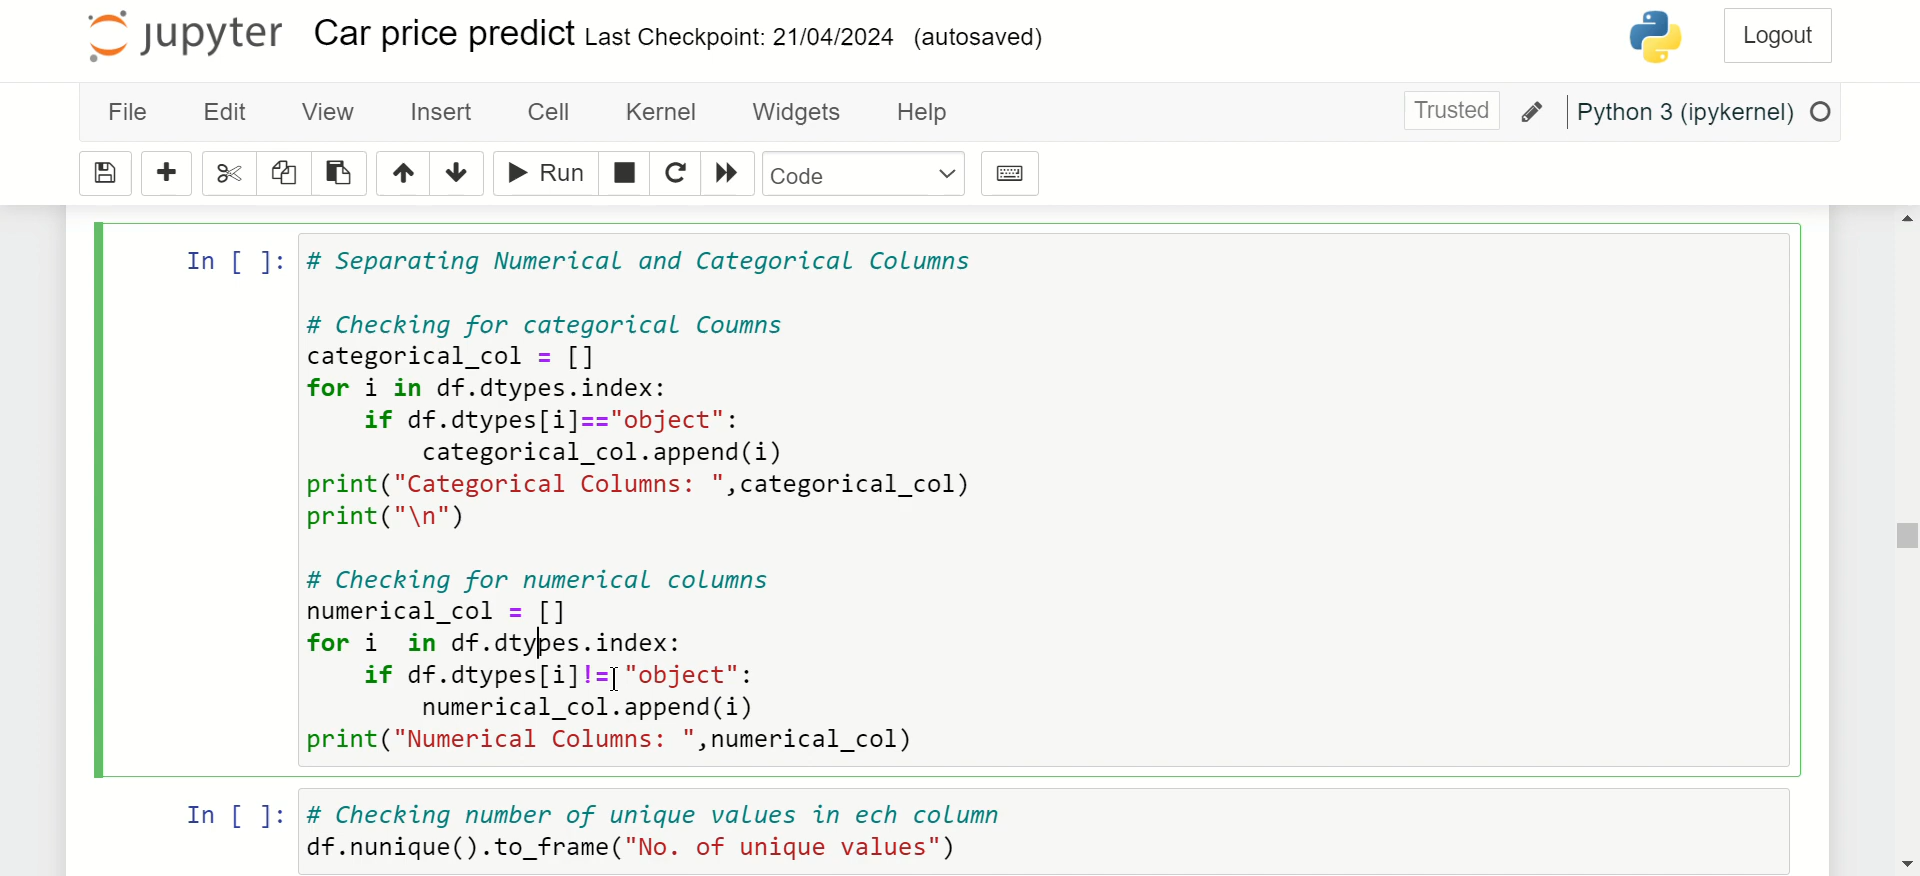 jupyter Car price predict Last Checkpoint: 21/04/2024 (autosaved)
Logout
File Edit View Insert Cell Kernel Widgets Help
Trusted Python 3 (ipykernel)
Run Code
In [ ]: # Separating Numerical and Categorical Columns
# Checking for categorical Coumns
categorical_col = []
for i in df.dtypes.index:
    if df.dtypes[i]=="object":
        categorical_col.append(i)
print("Categorical Columns: ",categorical_col)
print("\n")
# Checking for numerical columns
numerical_col = []
for i  in df.dtypes.index:
    if df.dtypes[i]!= "object":
        numerical_col.append(i)
print("Numerical Columns: ",numerical_col)
In [ ]: # Checking number of unique values in ech column
df.nunique().to_frame("No. of unique values")